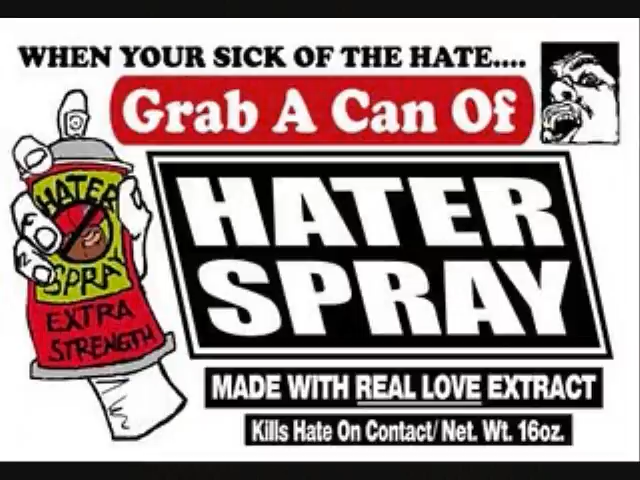 WHEN YOUR SICK OF THE HATE....
Grab A Can Of
HATER
SPRAY
HATER
SPRAY
EXTRA
STRENGTH
MADE WITH REAL LOVE EXTRACT
Kills Hate On Contact/ Net. Wt. 16oz.